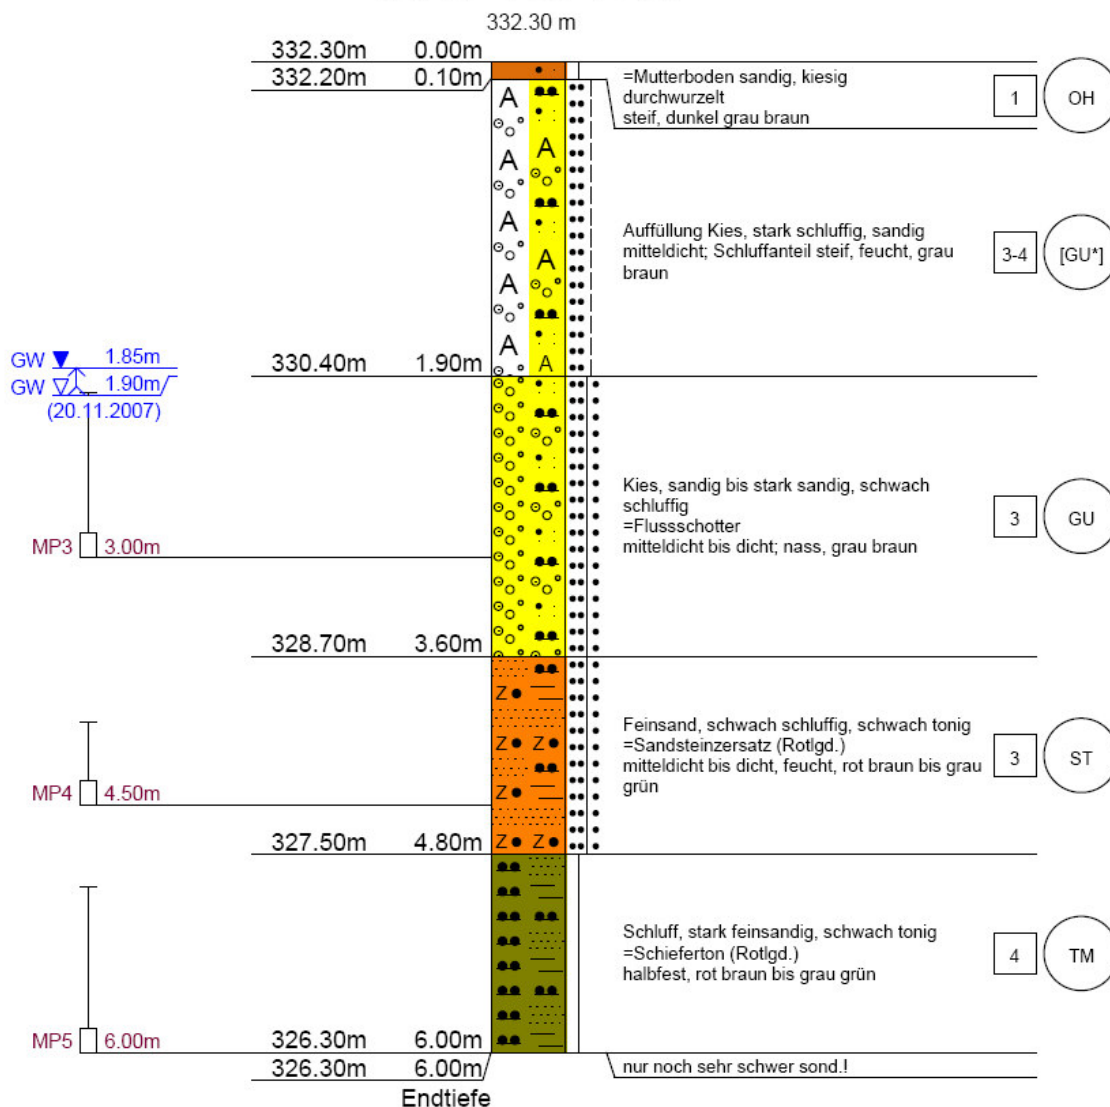 332.30 m
332.30m 0.00m
332.20m 0.10m
=Mutterboden sandig, kiesig
durchwurzelt
steif, dunkel grau braun
1 OH
A
A
A
A
A
A
A
A
Auffüllung Kies, stark schluffig, sandig
mitteldicht; Schluffanteil steif, feucht, grau
braun
3-4 [GU*]
GW 1.85m
GW 1.90m
(20.11.2007)
330.40m 1.90m
Kies, sandig bis stark sandig, schwach
schluffig
=Flussschotter
mitteldicht bis dicht; nass, grau braun
3 GU
MP3 3.00m
328.70m 3.60m
Z
Z Z
Z
Z Z
Feinsand, schwach schluffig, schwach tonig
=Sandsteinzersatz (Rotlgd.)
mitteldicht bis dicht, feucht, rot braun bis grau
grün
3 ST
MP4 4.50m
327.50m 4.80m
Schluff, stark feinsandig, schwach tonig
=Schieferton (Rotlgd.)
halbfest, rot braun bis grau grün
4 TM
MP5 6.00m
326.30m 6.00m
326.30m 6.00m
nur noch sehr schwer sond.!
Endtiefe